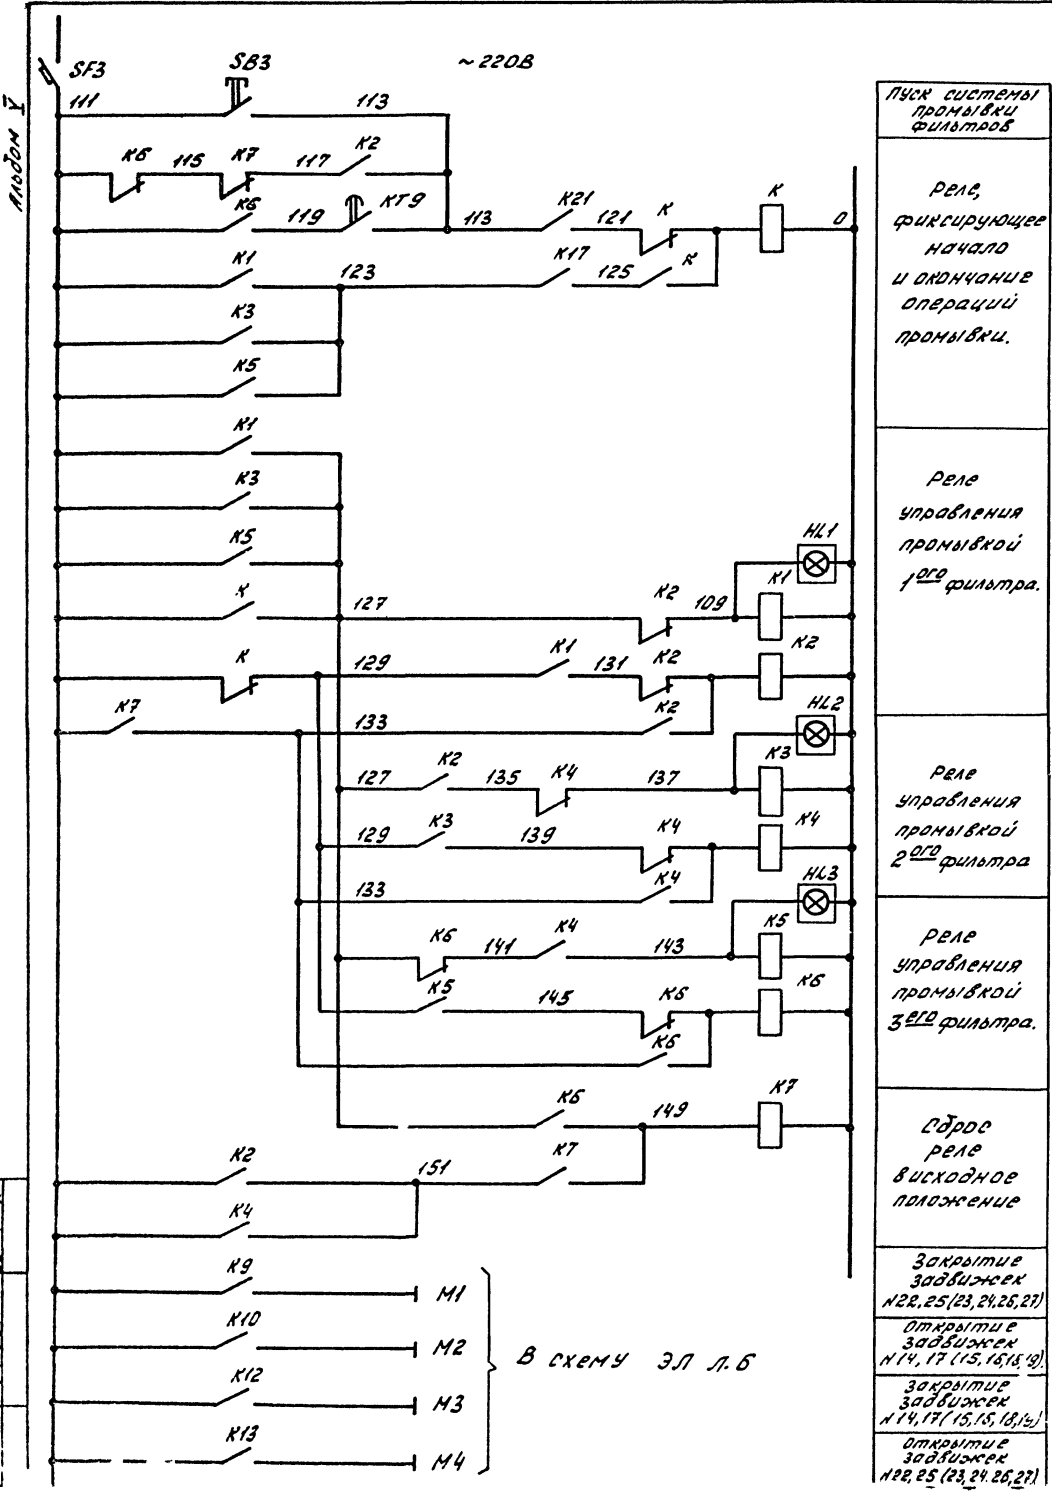 Альбом V
SF3
SB3
~220В
111
113
К6
115
К7
117
К2
К6
119
КТ9
113
К21
121
К
К
0
К1
123
К17
125
К
К3
К5
К1
К3
К5
HL1
К
127
К2
109
К1
К
129
К1
131
К2
К2
К7
133
К2
HL2
127
К2
135
К4
137
К3
129
К3
139
К4
К4
133
К4
HL3
К6
141
К4
143
К5
К5
145
К6
К6
К6
К6
149
К7
К2
151
К7
К4
К9
М1
К10
М2
В схему ЭЛ л.6
К12
М3
К13
М4
Пуск системы
промывки
фильтров
Реле,
фиксирующее
начало
и окончание
операций
промывки.
Реле
управления
промывкой
1ого фильтра.
Реле
управления
промывкой
2ого фильтра
Реле
управления
промывкой
3его фильтра.
Сброс
реле
в исходное
положение
Закрытие
задвижек
N22,25(23,24,26,27)
Открытие
задвижек
N14,17(15,16,18,19).
Закрытие
задвижек
N14,17(15,16,18,19)
Открытие
задвижек
N22,25(23,24.26,27)